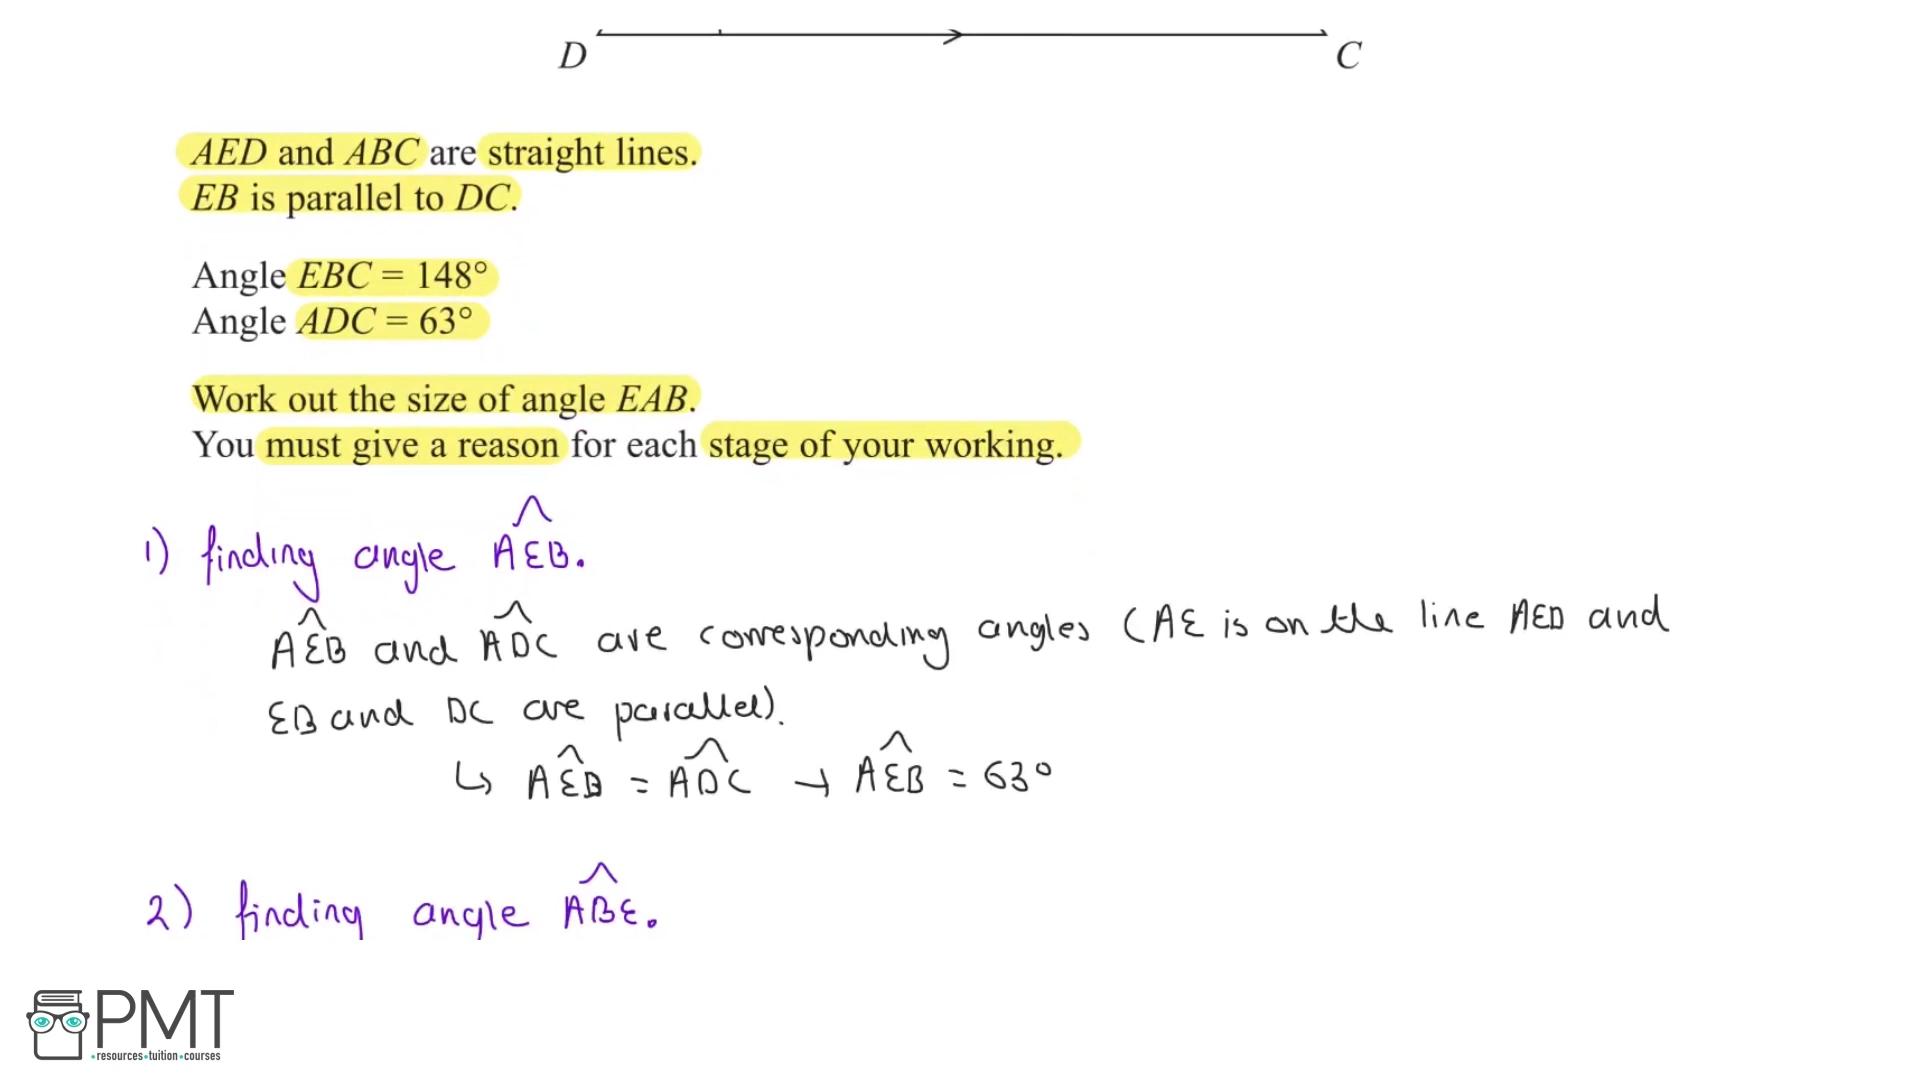 D C
AED and ABC are straight lines.
EB is parallel to DC.
Angle EBC = 148°
Angle ADC = 63°
Work out the size of angle EAB.
You must give a reason for each stage of your working.
1) finding angle AÊB.
AÊB and AD̂C are corresponding angles (AE is on the line AED and
EB and DC are parallel).
↳ AÊB = AD̂C → AÊB = 63°
2) finding angle AB̂E.
PMT
•resources•tuition•courses